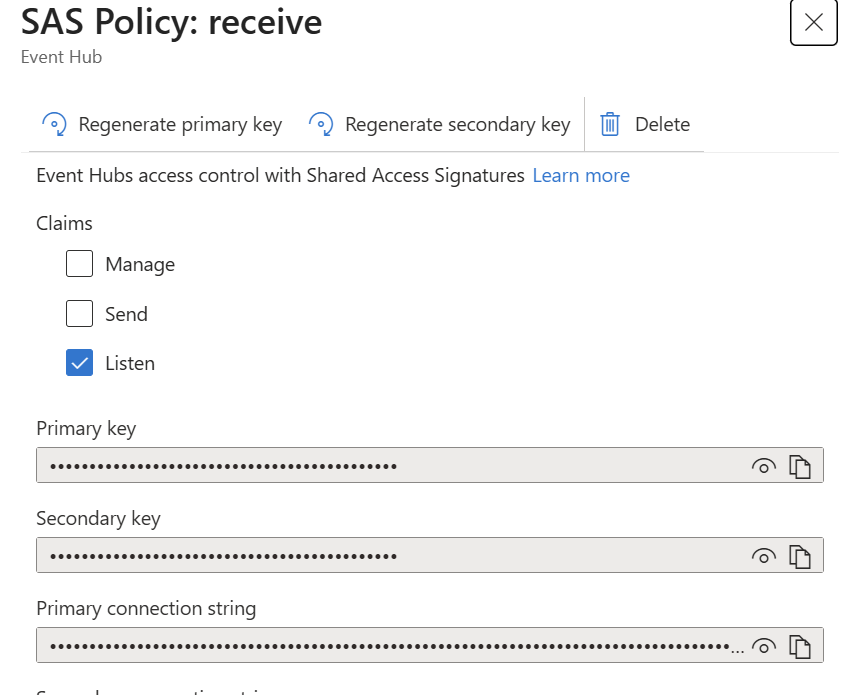 SAS Policy: receive
Event Hub
Regenerate primary key Regenerate secondary key Delete
Event Hubs access control with Shared Access Signatures Learn more
Claims
Manage
Send
Listen
Primary key
Secondary key
Primary connection string